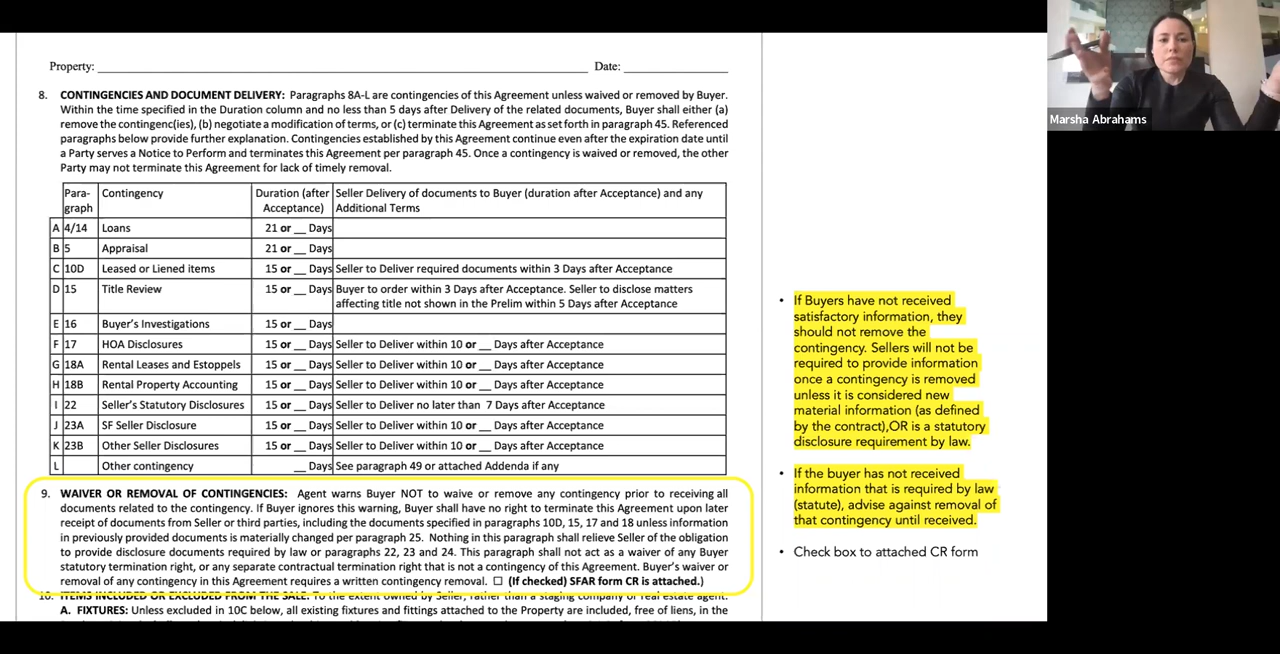 Property: Date:
8. CONTINGENCIES AND DOCUMENT DELIVERY: Paragraphs 8A-L are contingencies of this Agreement unless waived or removed by Buyer.
Within the time specified in the Duration column and no less than 5 days after Delivery of the related documents, Buyer shall either (a)
remove the contingenc(ies), (b) negotiate a modification of terms, or (c) terminate this Agreement as set forth in paragraph 45. Referenced
paragraphs below provide further explanation. Contingencies established by this Agreement continue even after the expiration date until
a Party serves a Notice to Perform and terminates this Agreement per paragraph 45. Once a contingency is waived or removed, the other
Party may not terminate this Agreement for lack of timely removal.
Para- Contingency Duration (after Seller Delivery of documents to Buyer (duration after Acceptance) and any
graph Acceptance) Additional Terms
A 4/14 Loans 21 or __ Days
B 5 Appraisal 21 or __ Days
C 10D Leased or Liened items 15 or __ Days Seller to Deliver required documents within 3 Days after Acceptance
D 15 Title Review 15 or __ Days Buyer to order within 3 Days after Acceptance. Seller to disclose matters
affecting title not shown in the Prelim within 5 Days after Acceptance
E 16 Buyer's Investigations 15 or __ Days
F 17 HOA Disclosures 15 or __ Days Seller to Deliver within 10 or __ Days after Acceptance
G 18A Rental Leases and Estoppels 15 or __ Days Seller to Deliver within 10 or __ Days after Acceptance
H 18B Rental Property Accounting 15 or __ Days Seller to Deliver within 10 or __ Days after Acceptance
I 22 Seller's Statutory Disclosures 15 or __ Days Seller to Deliver no later than 7 Days after Acceptance
J 23A SF Seller Disclosure 15 or __ Days Seller to Deliver within 10 or __ Days after Acceptance
K 23B Other Seller Disclosures 15 or __ Days Seller to Deliver within 10 or __ Days after Acceptance
L Other contingency __ Days See paragraph 49 or attached Addenda if any
9. WAIVER OR REMOVAL OF CONTINGENCIES: Agent warns Buyer NOT to waive or remove any contingency prior to receiving all
documents related to the contingency. If Buyer ignores this warning, Buyer shall have no right to terminate this Agreement upon later
receipt of documents from Seller or third parties, including the documents specified in paragraphs 10D, 15, 17 and 18 unless information
in previously provided documents is materially changed per paragraph 25. Nothing in this paragraph shall relieve Seller of the obligation
to provide disclosure documents required by law or paragraphs 22, 23 and 24. This paragraph shall not act as a waiver of any Buyer
statutory termination right, or any separate contractual termination right that is not a contingency of this Agreement. Buyer's waiver or
removal of any contingency in this Agreement requires a written contingency removal. ☐ (If checked) SFAR form CR is attached.)
10. ITEMS INCLUDED OR EXCLUDED FROM THE SALE: To the extent owned by Seller, rather than a staging company or real estate agent:
A. FIXTURES: Unless excluded in 10C below, all existing fixtures and fittings attached to the Property are included, free of liens, in the
• If Buyers have not received
satisfactory information, they
should not remove the
contingency. Sellers will not be
required to provide information
once a contingency is removed
unless it is considered new
material information (as defined
by the contract),OR is a statutory
disclosure requirement by law.
• If the buyer has not received
information that is required by law
(statute), advise against removal of
that contingency until received.
• Check box to attached CR form
Marsha Abrahams